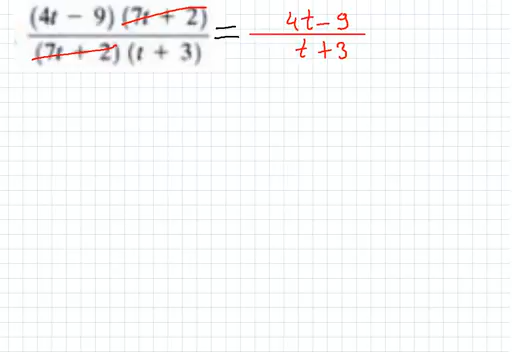 (4t − 9) (7t + 2)
(7t + 2) (t + 3)
=
4t − 9
t + 3